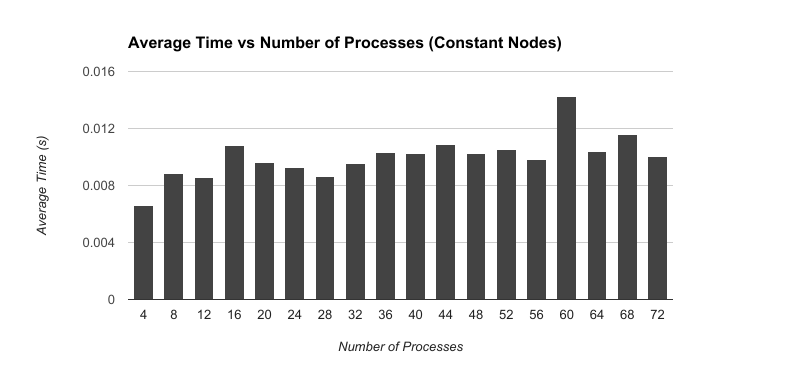 Average Time vs Number of Processes (Constant Nodes)
Average Time (s)
0.016
0.012
0.008
0.004
0
4 8 12 16 20 24 28 32 36 40 44 48 52 56 60 64 68 72
Number of Processes